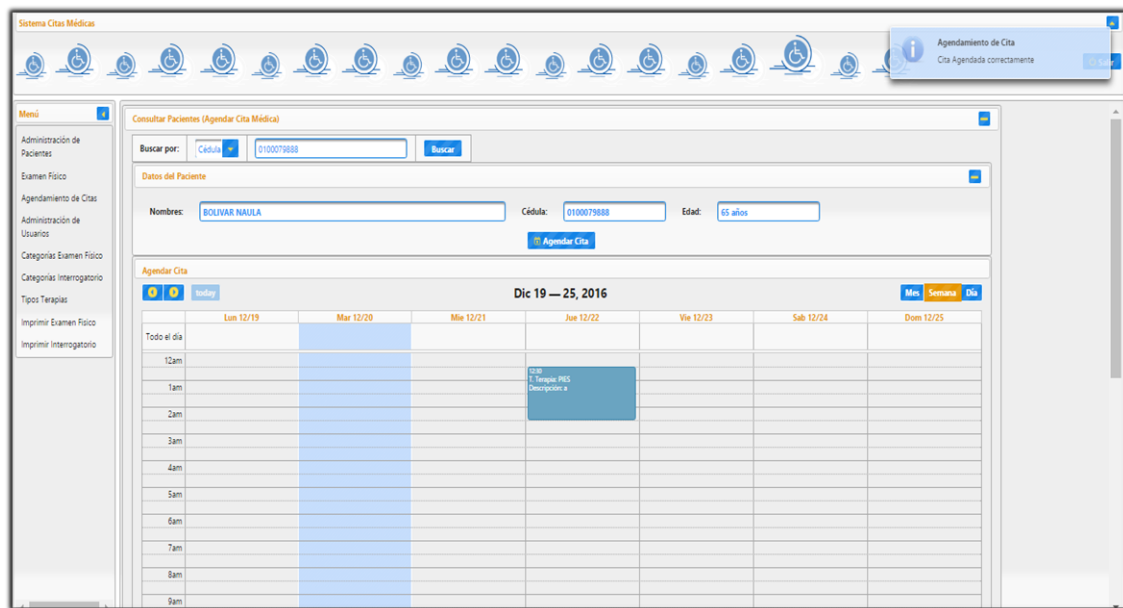 Sistema Citas Médicas
Agendamiento de Cita
Cita Agendada correctamente
Menú
Administración de
Pacientes
Examen Físico
Agendamiento de Citas
Administración de
Usuarios
Categorías Examen Físico
Categorías Interrogatorio
Tipos Terapias
Imprimir Examen Físico
Imprimir Interrogatorio
Consultar Pacientes (Agendar Cita Médica)
Buscar por: Cédula 0100079888 Buscar
Datos del Paciente
Nombres: BOLIVAR NAULA Cédula: 0100079888 Edad: 65 años
Agendar Cita
Agendar Cita
today Dic 19 — 25, 2016 Mes Semana Día
Lun 12/19 Mar 12/20 Mie 12/21 Jue 12/22 Vie 12/23 Sab 12/24 Dom 12/25
Todo el día
12am
12:30
T. Terapia: PIES
Descripción: a
1am
2am
3am
4am
5am
6am
7am
8am
9am